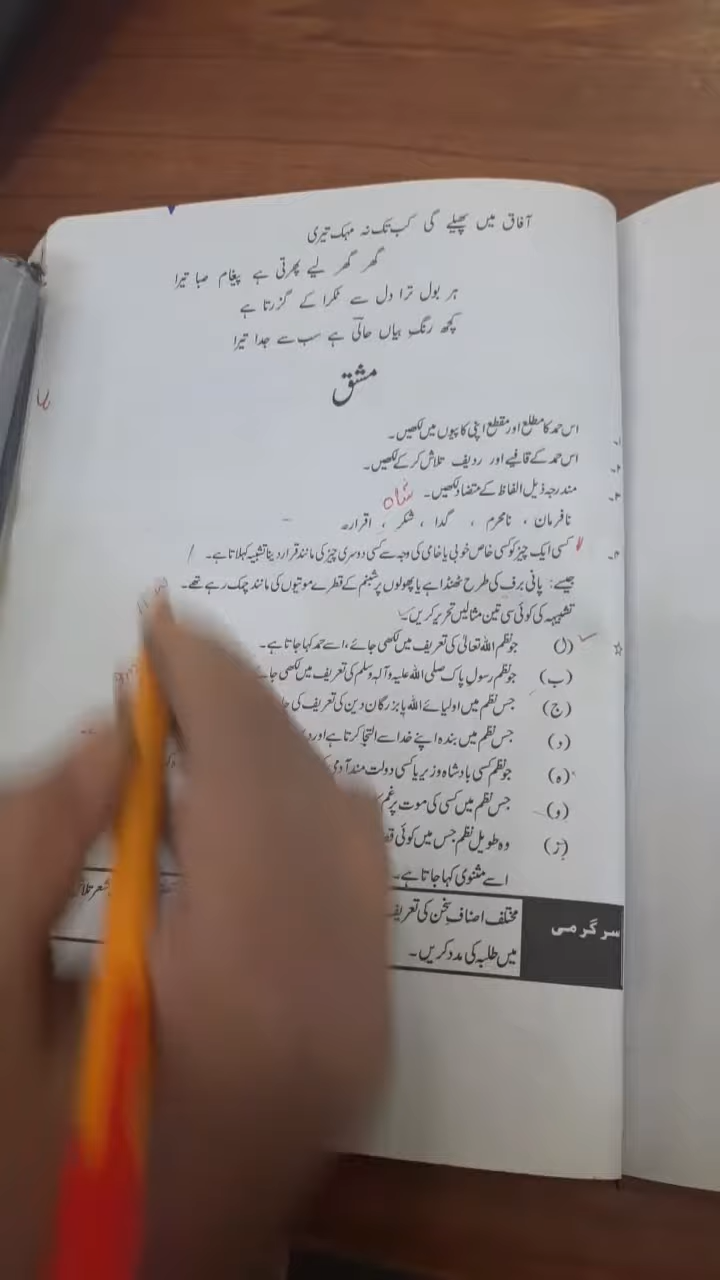 آفاق میں پھیلے گی کب تک نہ مہک تیری
گھر گھر لیے پھرتی ہے پیغام صبا تیرا
ہر بول ترا دل سے ٹکرا کے گزرتا ہے
کچھ رنگِ بیاں حالیؔ ہے سب سے جدا تیرا
مشق
۱۔ اس حمد کا مطلع اور مقطع اپنی کاپیوں میں لکھیں۔
۲۔ اس حمد کے قافیے اور ردیف تلاش کر کے لکھیں۔
۳۔ مندرجہ ذیل الفاظ کے متضاد لکھیں۔ شاہ
نافرمان ، نامحرم ، گدا ، شکر ، اقرار
۴۔ کسی ایک چیز کو کسی خاص خوبی یا خامی کی وجہ سے کسی دوسری چیز کی مانند قرار دینا تشبیہ کہلاتا ہے۔
جیسے: پانی برف کی طرح ٹھنڈا ہے یا پھولوں پر شبنم کے قطرے موتیوں کی مانند چمک رہے تھے۔
تشبیہہ کی کوئی سی تین مثالیں تحریر کریں۔
☆ (ا) جو نظم اللہ تعالیٰ کی تعریف میں لکھی جائے، اسے حمد کہا جاتا ہے۔
(ب) جو نظم رسولِ پاک صلی اللہ علیہ وآلہ وسلم کی تعریف میں لکھی
(ج) جس نظم میں اولیائے اللہ یا بزرگانِ دین کی تعریف کی
(د) جس نظم میں بندہ اپنے خدا سے التجا کرتا ہے اور
(ہ) جو نظم کسی بادشاہ وزیر یا کسی دولت مند آدمی
(و) جس نظم میں کسی کی موت پر غم
(ز) وہ طویل نظم جس میں کوئی
اسے مثنوی کہا جاتا ہے۔
سرگرمی
مختلف اصنافِ سخن کی تعریف
میں طلبہ کی مدد کریں۔